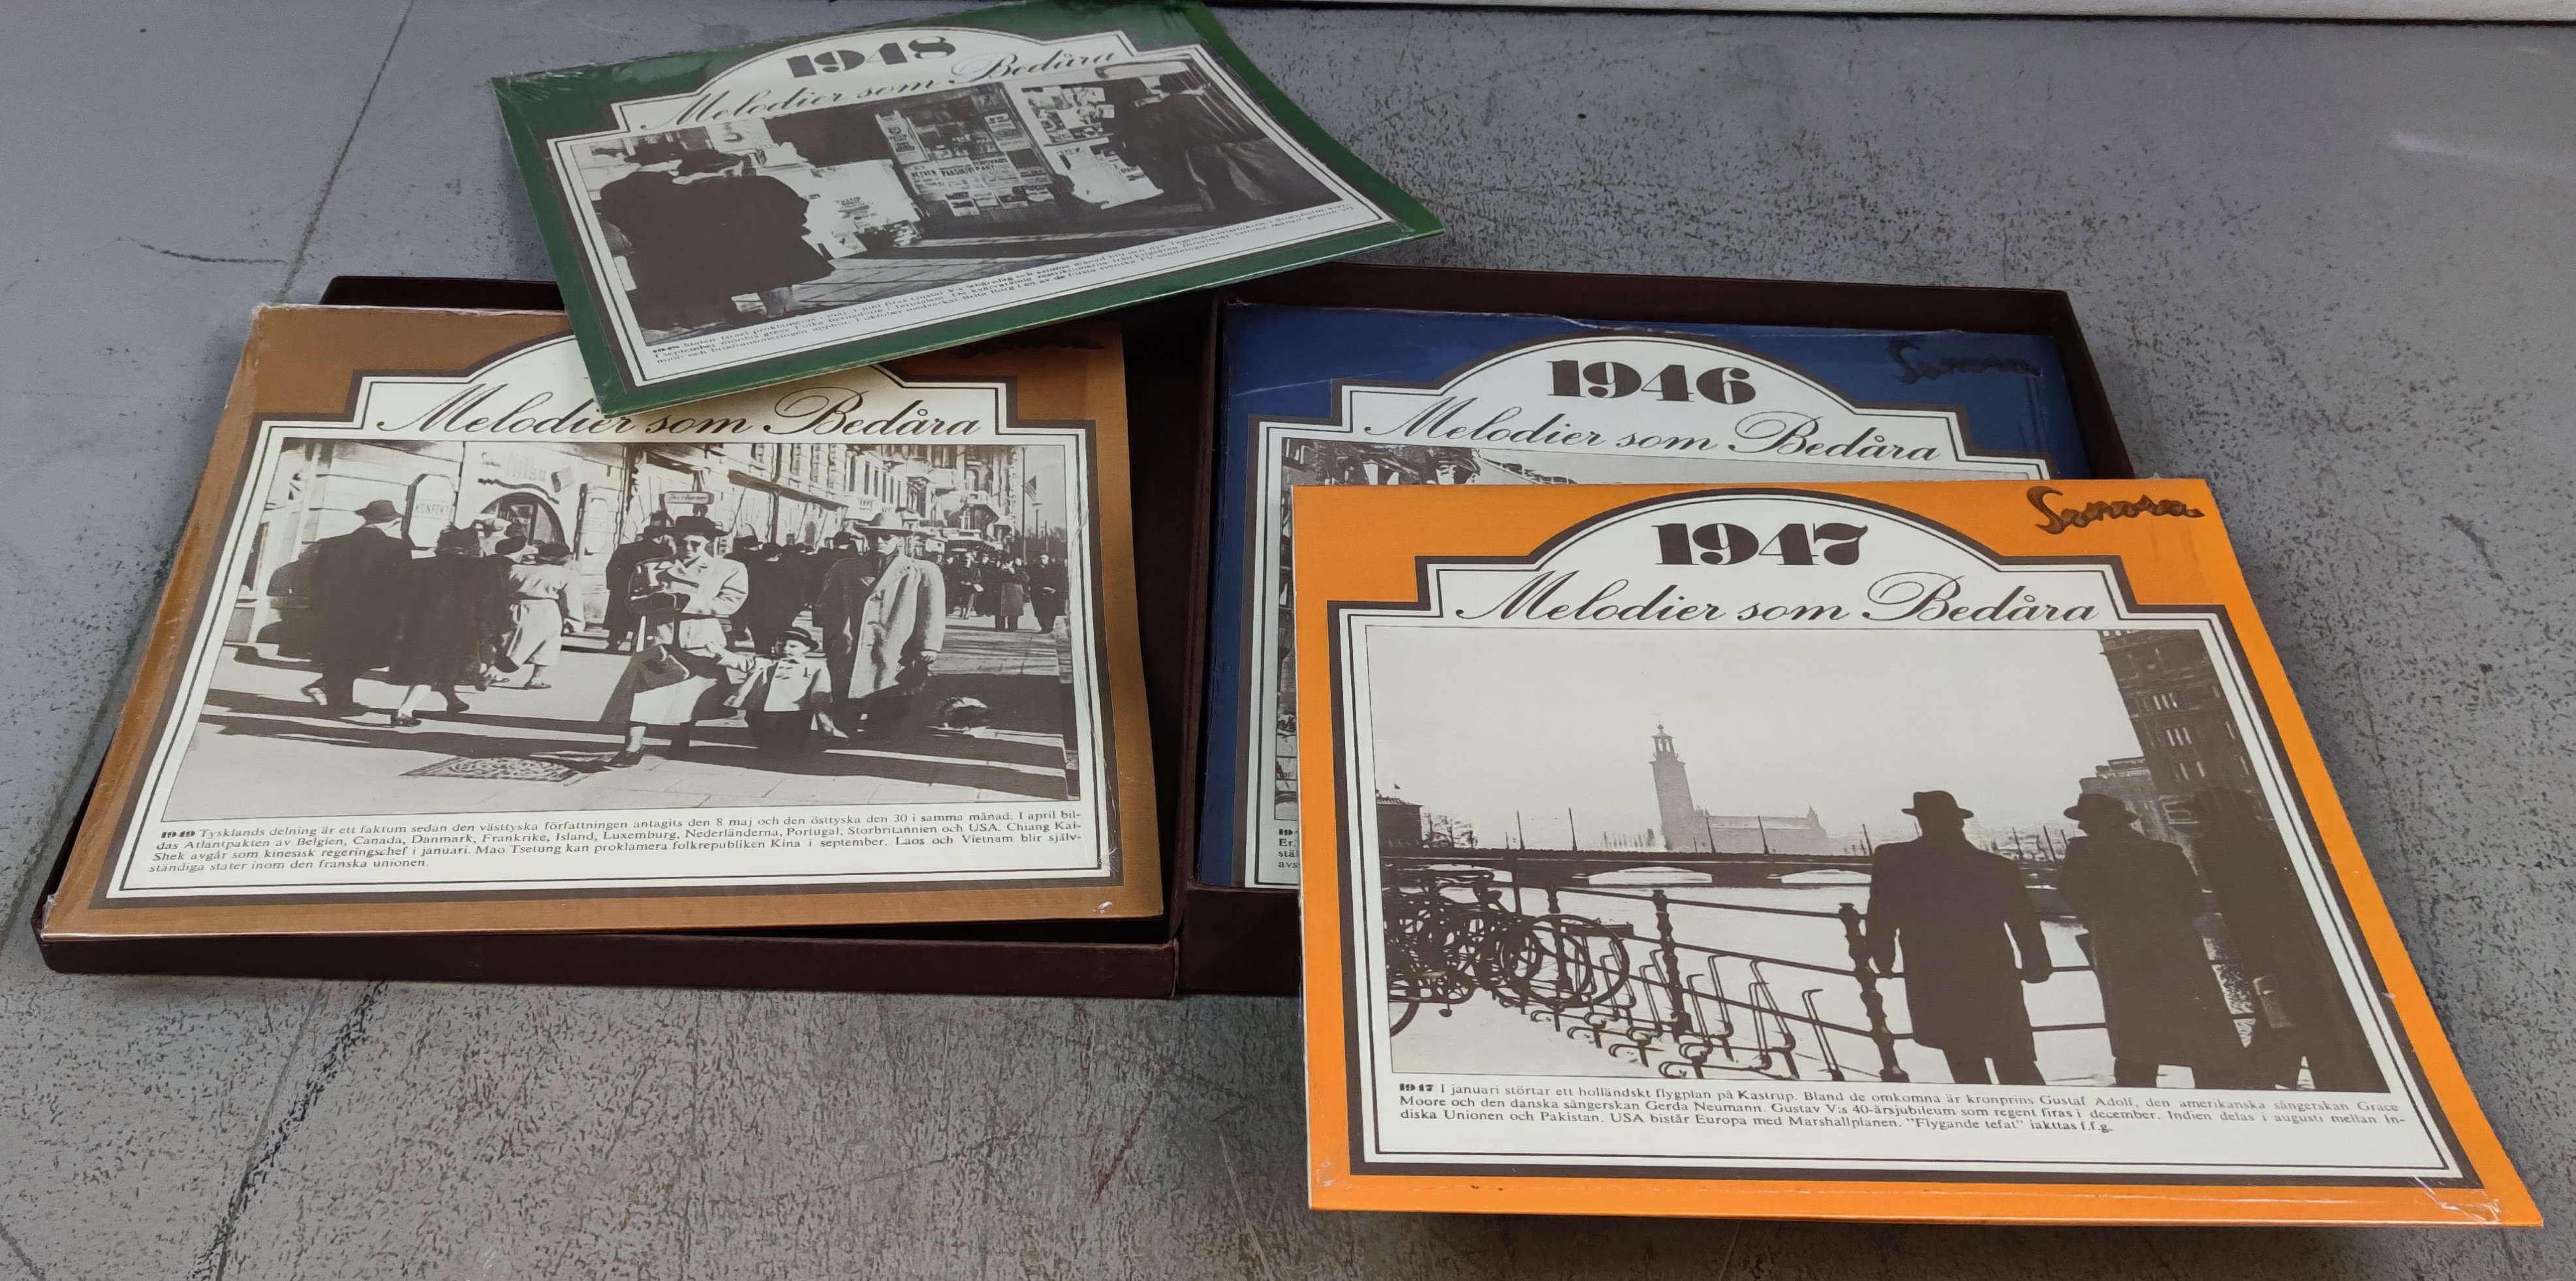 1948
Melodier som Bedåra
Melodier som Bedåra
KONFEKT
1949 Tysklands delning är ett faktum sedan den västtyska författningen antagits den 8 maj och den östtyska den 30 i samma månad. I april bil-
das Atlantpakten av Belgien, Canada, Danmark, Frankrike, Island, Luxemburg, Nederländerna, Portugal, Storbritannien och USA. Chiang Kai-
Shek avgår som kinesisk regeringschef i januari. Mao Tsetung kan proklamera folkrepubliken Kina i september. Laos och Vietnam blir själv-
ständiga stater inom den franska unionen.
Sonora
1946
Melodier som Bedåra
Sonora
1947
Melodier som Bedåra
1947 I januari störtar ett holländskt flygplan på Kastrup. Bland de omkomna är kronprins Gustaf Adolf, den amerikanska sångerskan Grace
Moore och den danska sångerskan Gerda Neumann. Gustav V:s 40-årsjubileum som regent firas i december. Indien delas i augusti mellan In-
diska Unionen och Pakistan. USA bistår Europa med Marshallplanen. "Flygande tefat" iakttas f.f.g.